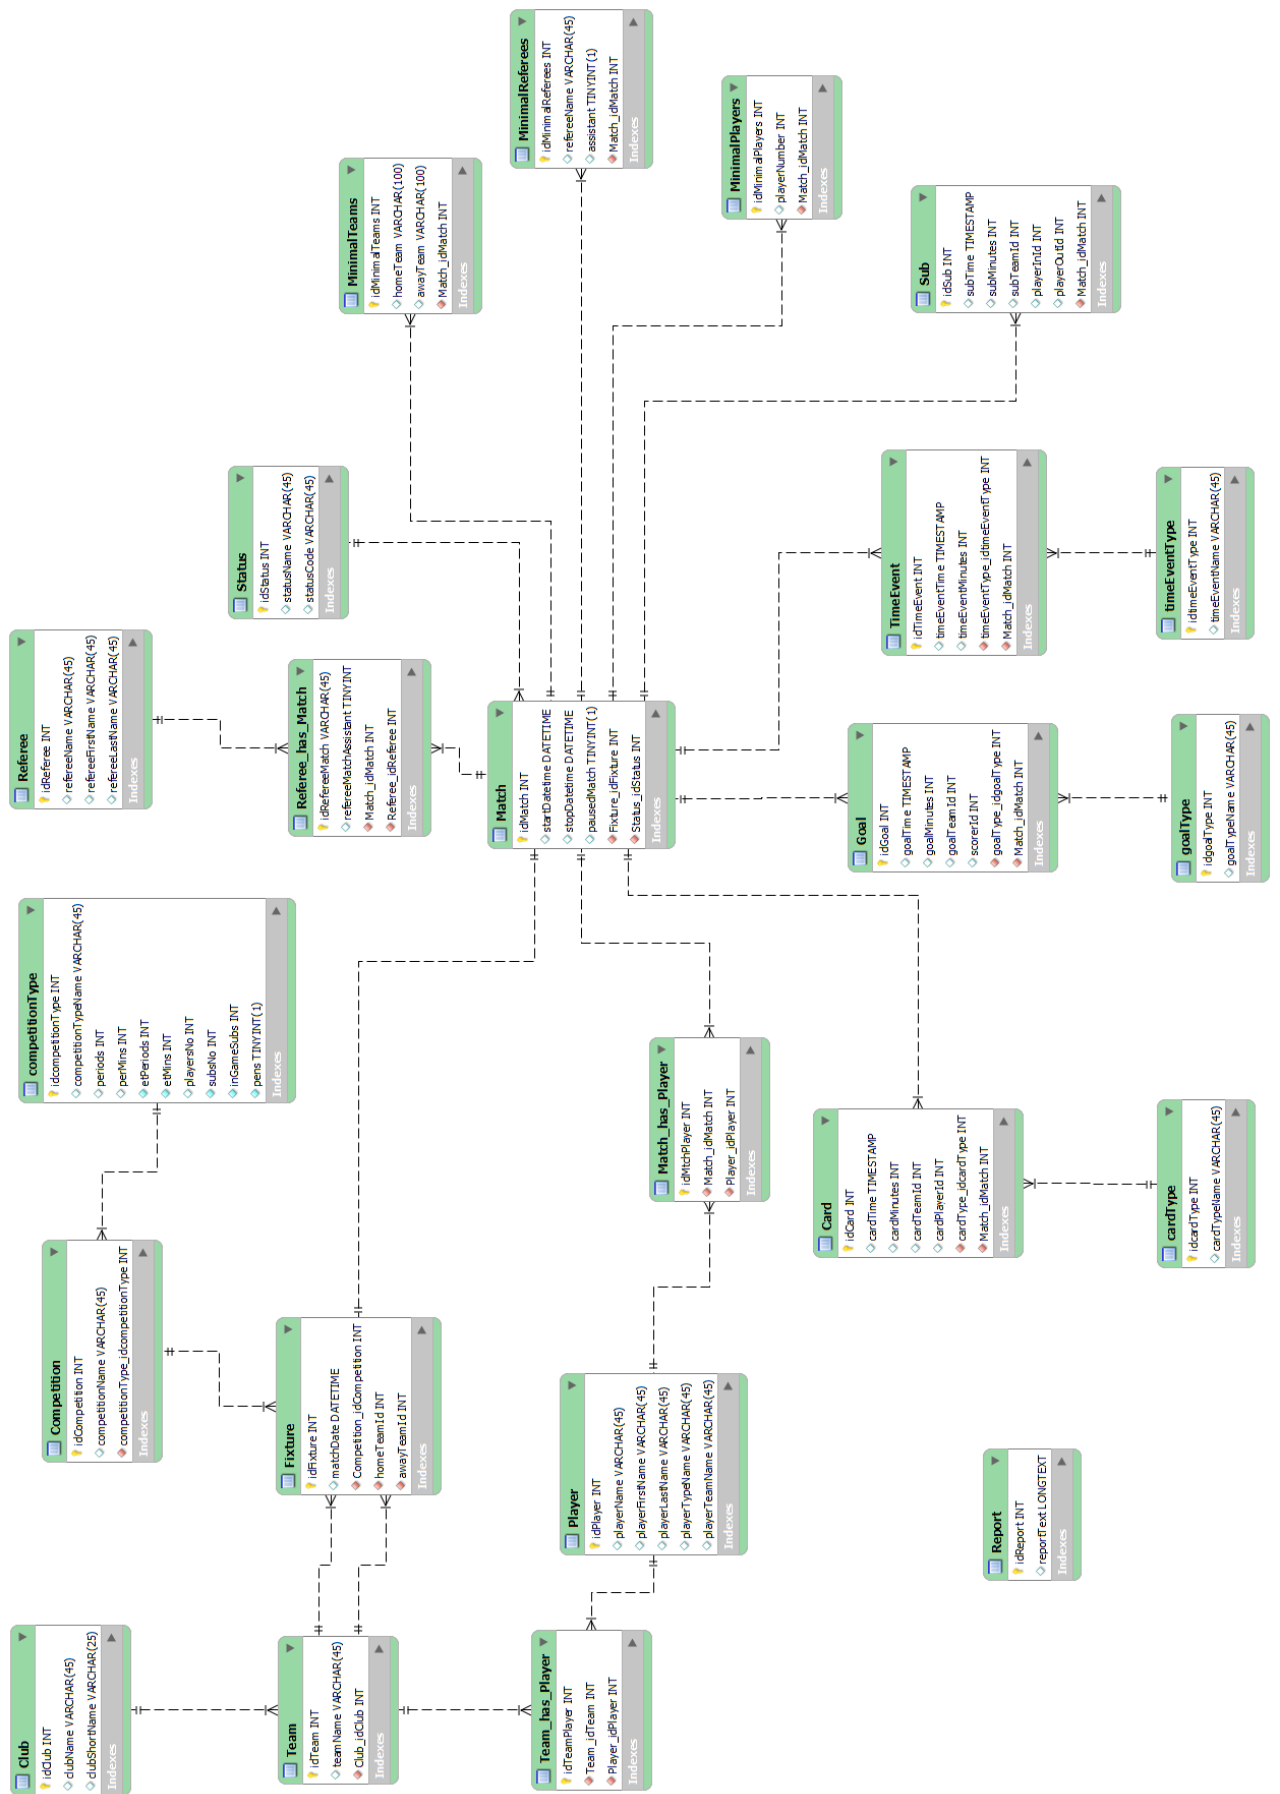 Club
idClub INT
clubName VARCHAR(45)
clubShortName VARCHAR(25)
Indexes
Competition
idCompetition INT
competitionName VARCHAR(45)
competitionType_idcompetitionType INT
Indexes
competitionType
idcompetitionType INT
competitionTypeName VARCHAR(45)
periods INT
perMins INT
etPeriods INT
etMins INT
playersNo INT
subsNo INT
inGameSubs INT
pens TINYINT(1)
Indexes
Referee
idReferee INT
refereeName VARCHAR(45)
refereeFirstName VARCHAR(45)
refereeLastName VARCHAR(45)
Indexes
Team
idTeam INT
teamName VARCHAR(45)
Club_idClub INT
Indexes
Fixture
idFixture INT
matchDate DATETIME
Competition_idCompetition INT
homeTeamId INT
awayTeamId INT
Indexes
Referee_has_Match
idRefereeMatch VARCHAR(45)
refereeMatchAssistant TINYINT
Match_idMatch INT
Referee_idReferee INT
Indexes
Status
idStatus INT
statusName VARCHAR(45)
statusCode VARCHAR(45)
Indexes
MinimalTeams
idMinimalTeams INT
homeTeam VARCHAR(100)
awayTeam VARCHAR(100)
Match_idMatch INT
Indexes
Match
idMatch INT
startDatetime DATETIME
stopDatetime DATETIME
pausedMatch TINYINT(1)
Fixture_idFixture INT
Status_idStatus INT
Indexes
MinimalReferees
idMinimalReferees INT
refereeName VARCHAR(45)
assistant TINYINT(1)
Match_idMatch INT
Indexes
Team_has_Player
idTeamPlayer INT
Team_idTeam INT
Player_idPlayer INT
Indexes
Player
idPlayer INT
playerName VARCHAR(45)
playerFirstName VARCHAR(45)
playerLastName VARCHAR(45)
playerTypeName VARCHAR(45)
playerTeamName VARCHAR(45)
Indexes
Match_has_Player
idMtchPlayer INT
Match_idMatch INT
Player_idPlayer INT
Indexes
MinimalPlayers
idMinimalPlayers INT
playerNumber INT
Match_idMatch INT
Indexes
Card
idCard INT
cardTime TIMESTAMP
cardMinutes INT
cardTeamId INT
cardPlayerId INT
cardType_idcardType INT
Match_idMatch INT
Indexes
Goal
idGoal INT
goalTime TIMESTAMP
goalMinutes INT
goalTeamId INT
scorerId INT
goalType_idgoalType INT
Match_idMatch INT
Indexes
TimeEvent
idTimeEvent INT
timeEventTime TIMESTAMP
timeEventMinutes INT
timeEventType_idtimeEventType INT
Match_idMatch INT
Indexes
Sub
idSub INT
subTime TIMESTAMP
subMinutes INT
subTeamId INT
playerInId INT
playerOutId INT
Match_idMatch INT
Indexes
Report
idReport INT
reportText LONGTEXT
Indexes
cardType
idcardType INT
cardTypeName VARCHAR(45)
Indexes
goalType
idgoalType INT
goalTypeName VARCHAR(45)
Indexes
timeEventType
idtimeEventType INT
timeEventName VARCHAR(45)
Indexes